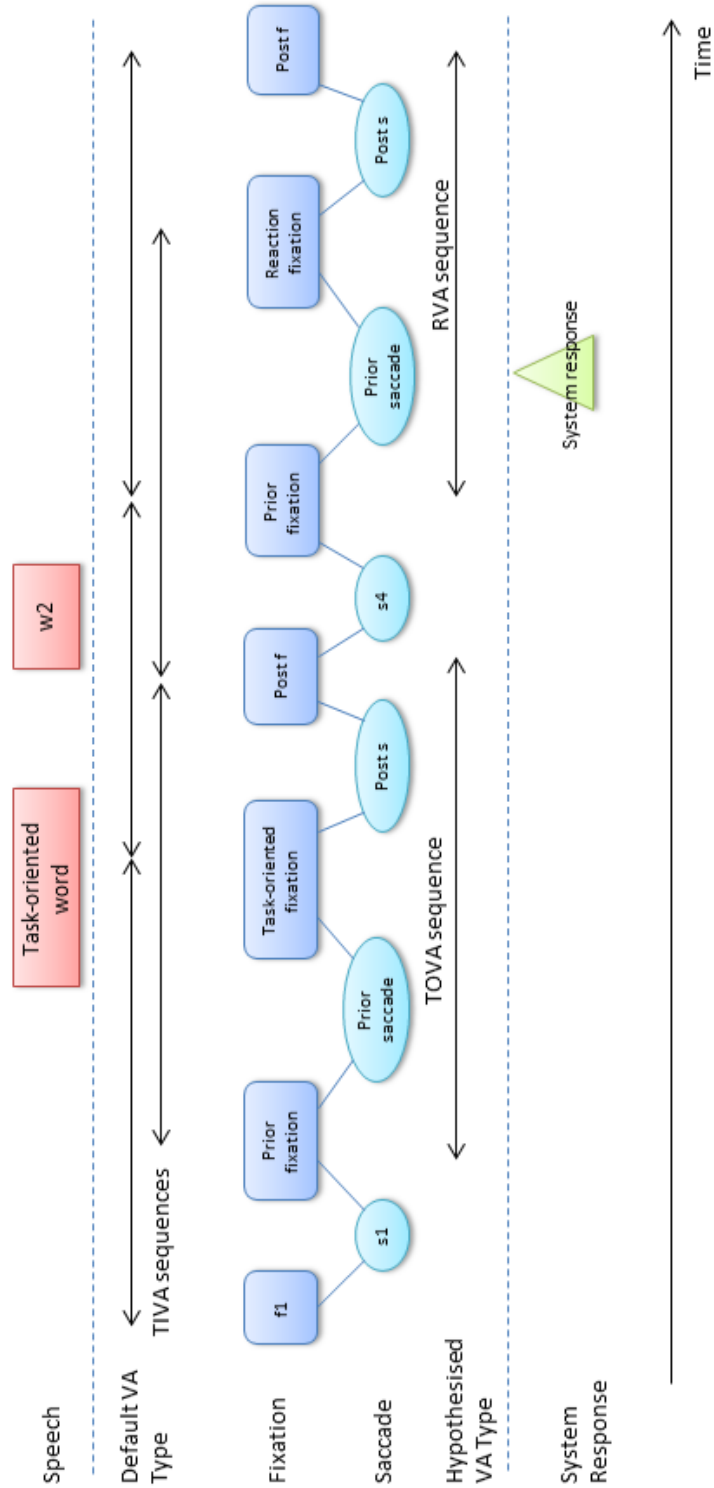 Speech
Task-oriented
word
w2
Default VA
Type
TIVA sequences
Fixation
f1
Prior
fixation
Task-oriented
fixation
Post f
Prior
fixation
Reaction
fixation
Post f
Saccade
s1
Prior
saccade
Post s
s4
Prior
saccade
Post s
Hypothesised
VA Type
TOVA sequence
RVA sequence
System
Response
System response
Time